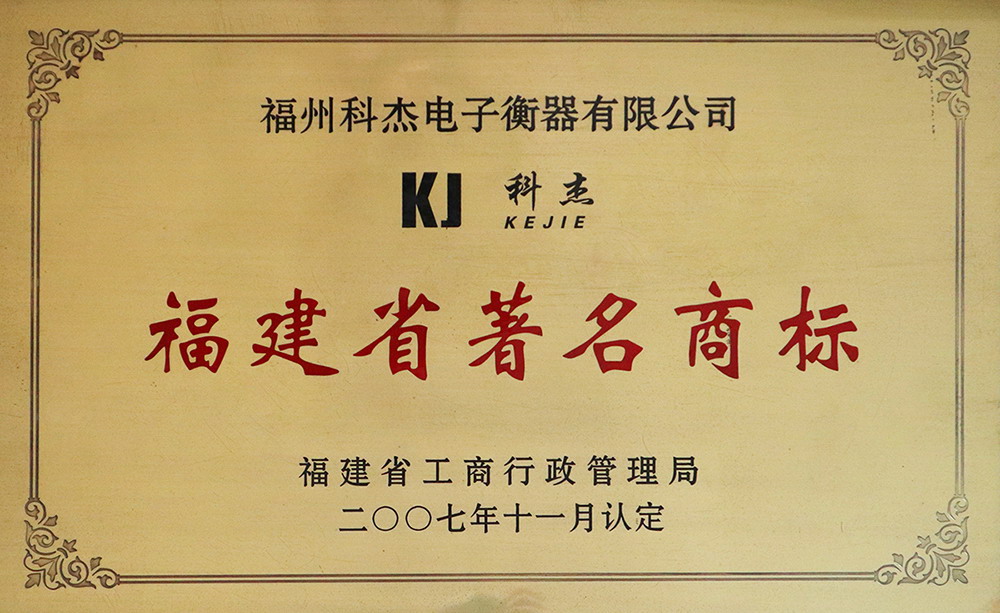 福州科杰电子衡器有限公司
KJ 科杰
KEJIE
福建省著名商标
福建省工商行政管理局
二〇〇七年十一月认定